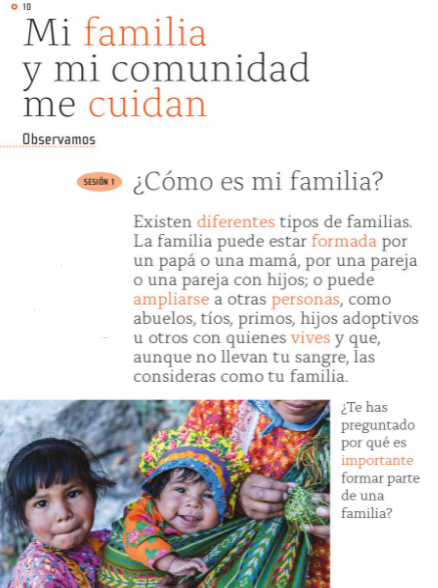 10
Mi familia
y mi comunidad
me cuidan
Observamos
SESIÓN 1
¿Cómo es mi familia?
Existen diferentes tipos de familias.
La familia puede estar formada por
un papá o una mamá, por una pareja
o una pareja con hijos; o puede
ampliarse a otras personas, como
abuelos, tíos, primos, hijos adoptivos
u otros con quienes vives y que,
aunque no llevan tu sangre, las
consideras como tu familia.
¿Te has
preguntado
por qué es
importante
formar parte
de una
familia?